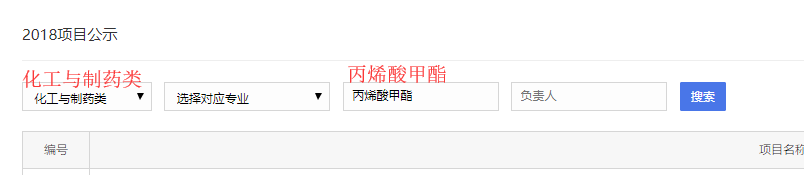 2018项目公示
化工与制药类 丙烯酸甲酯
化工与制药类 选择对应专业 丙烯酸甲酯 负责人 搜索
编号 项目名称